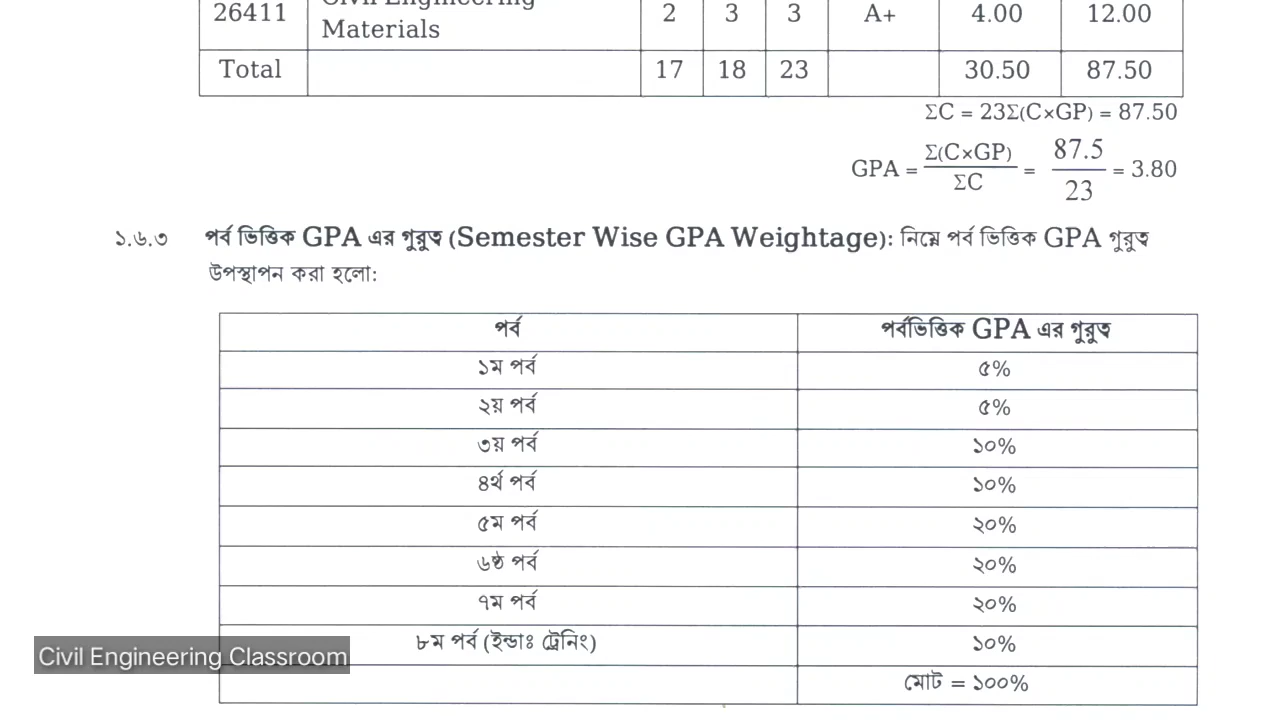 26411 Civil Engineering Materials 2 3 3 A+ 4.00 12.00
Total 17 18 23 30.50 87.50
ΣC = 23Σ(C×GP) = 87.50
GPA = Σ(C×GP) / ΣC = 87.5 / 23 = 3.80
১.৬.৩ পর্ব ভিত্তিক GPA এর গুরুত্ব (Semester Wise GPA Weightage): নিম্নে পর্ব ভিত্তিক GPA গুরুত্ব
উপস্থাপন করা হলো:
পর্ব পর্বভিত্তিক GPA এর গুরুত্ব
১ম পর্ব ৫%
২য় পর্ব ৫%
৩য় পর্ব ১০%
৪র্থ পর্ব ১০%
৫ম পর্ব ২০%
৬ষ্ঠ পর্ব ২০%
৭ম পর্ব ২০%
৮ম পর্ব (ইন্ডাঃ ট্রেনিং) ১০%
মোট = ১০০%
Civil Engineering Classroom